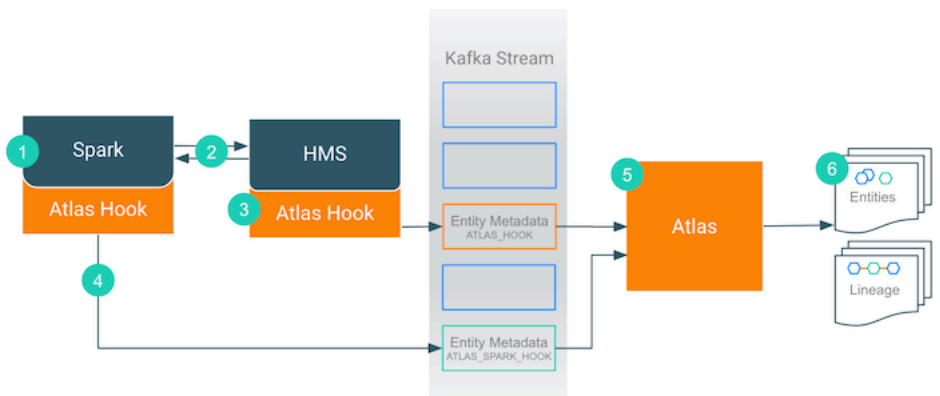 Kafka Stream
1
Spark
Atlas Hook
2
HMS
3
Atlas Hook
4
Entity Metadata
ATLAS_HOOK
Entity Metadata
ATLAS_SPARK_HOOK
5
Atlas
6
Entities
Lineage